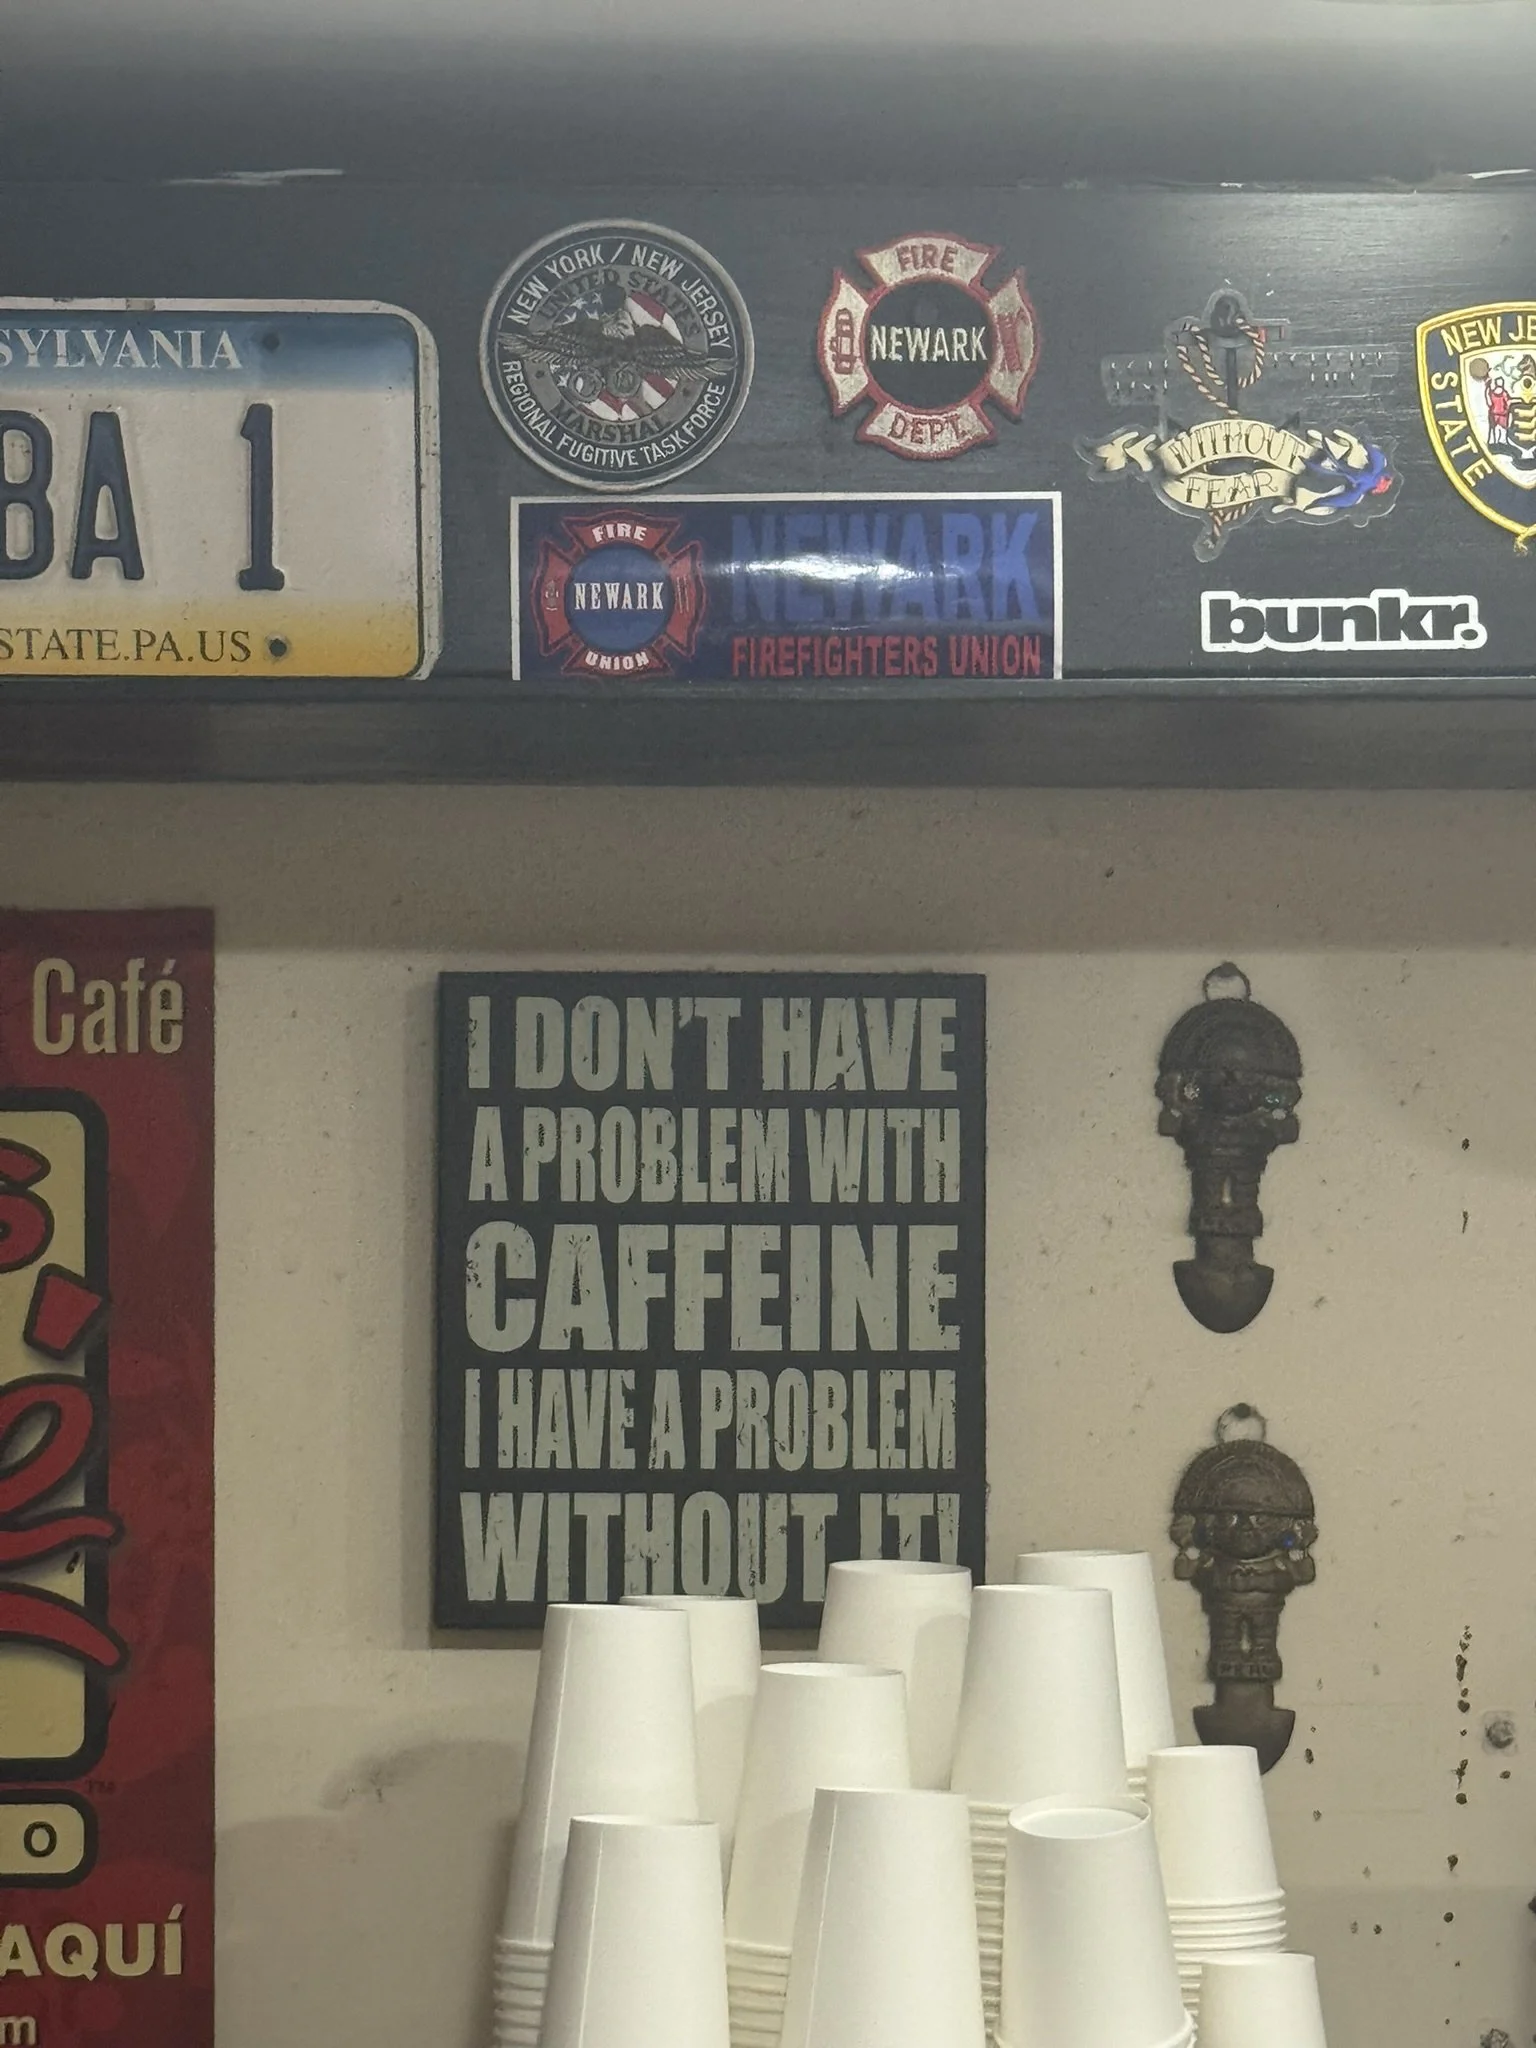 SYLVANIA
BA 1
STATE.PA.US
NEW YORK / NEW JERSEY
UNITED STATES
MARSHAL
REGIONAL FUGITIVE TASK FORCE
FIRE
NEWARK
DEPT.
FIRE
NEWARK
UNION
NEWARK
FIREFIGHTERS UNION
WITHOUT
FEAR
bunkr.
NEW JE
STATE
Café
I DON'T HAVE
A PROBLEM WITH
CAFFEINE
I HAVE A PROBLEM
WITHOUT IT!
O
TM
AQUÍ
m
PERU